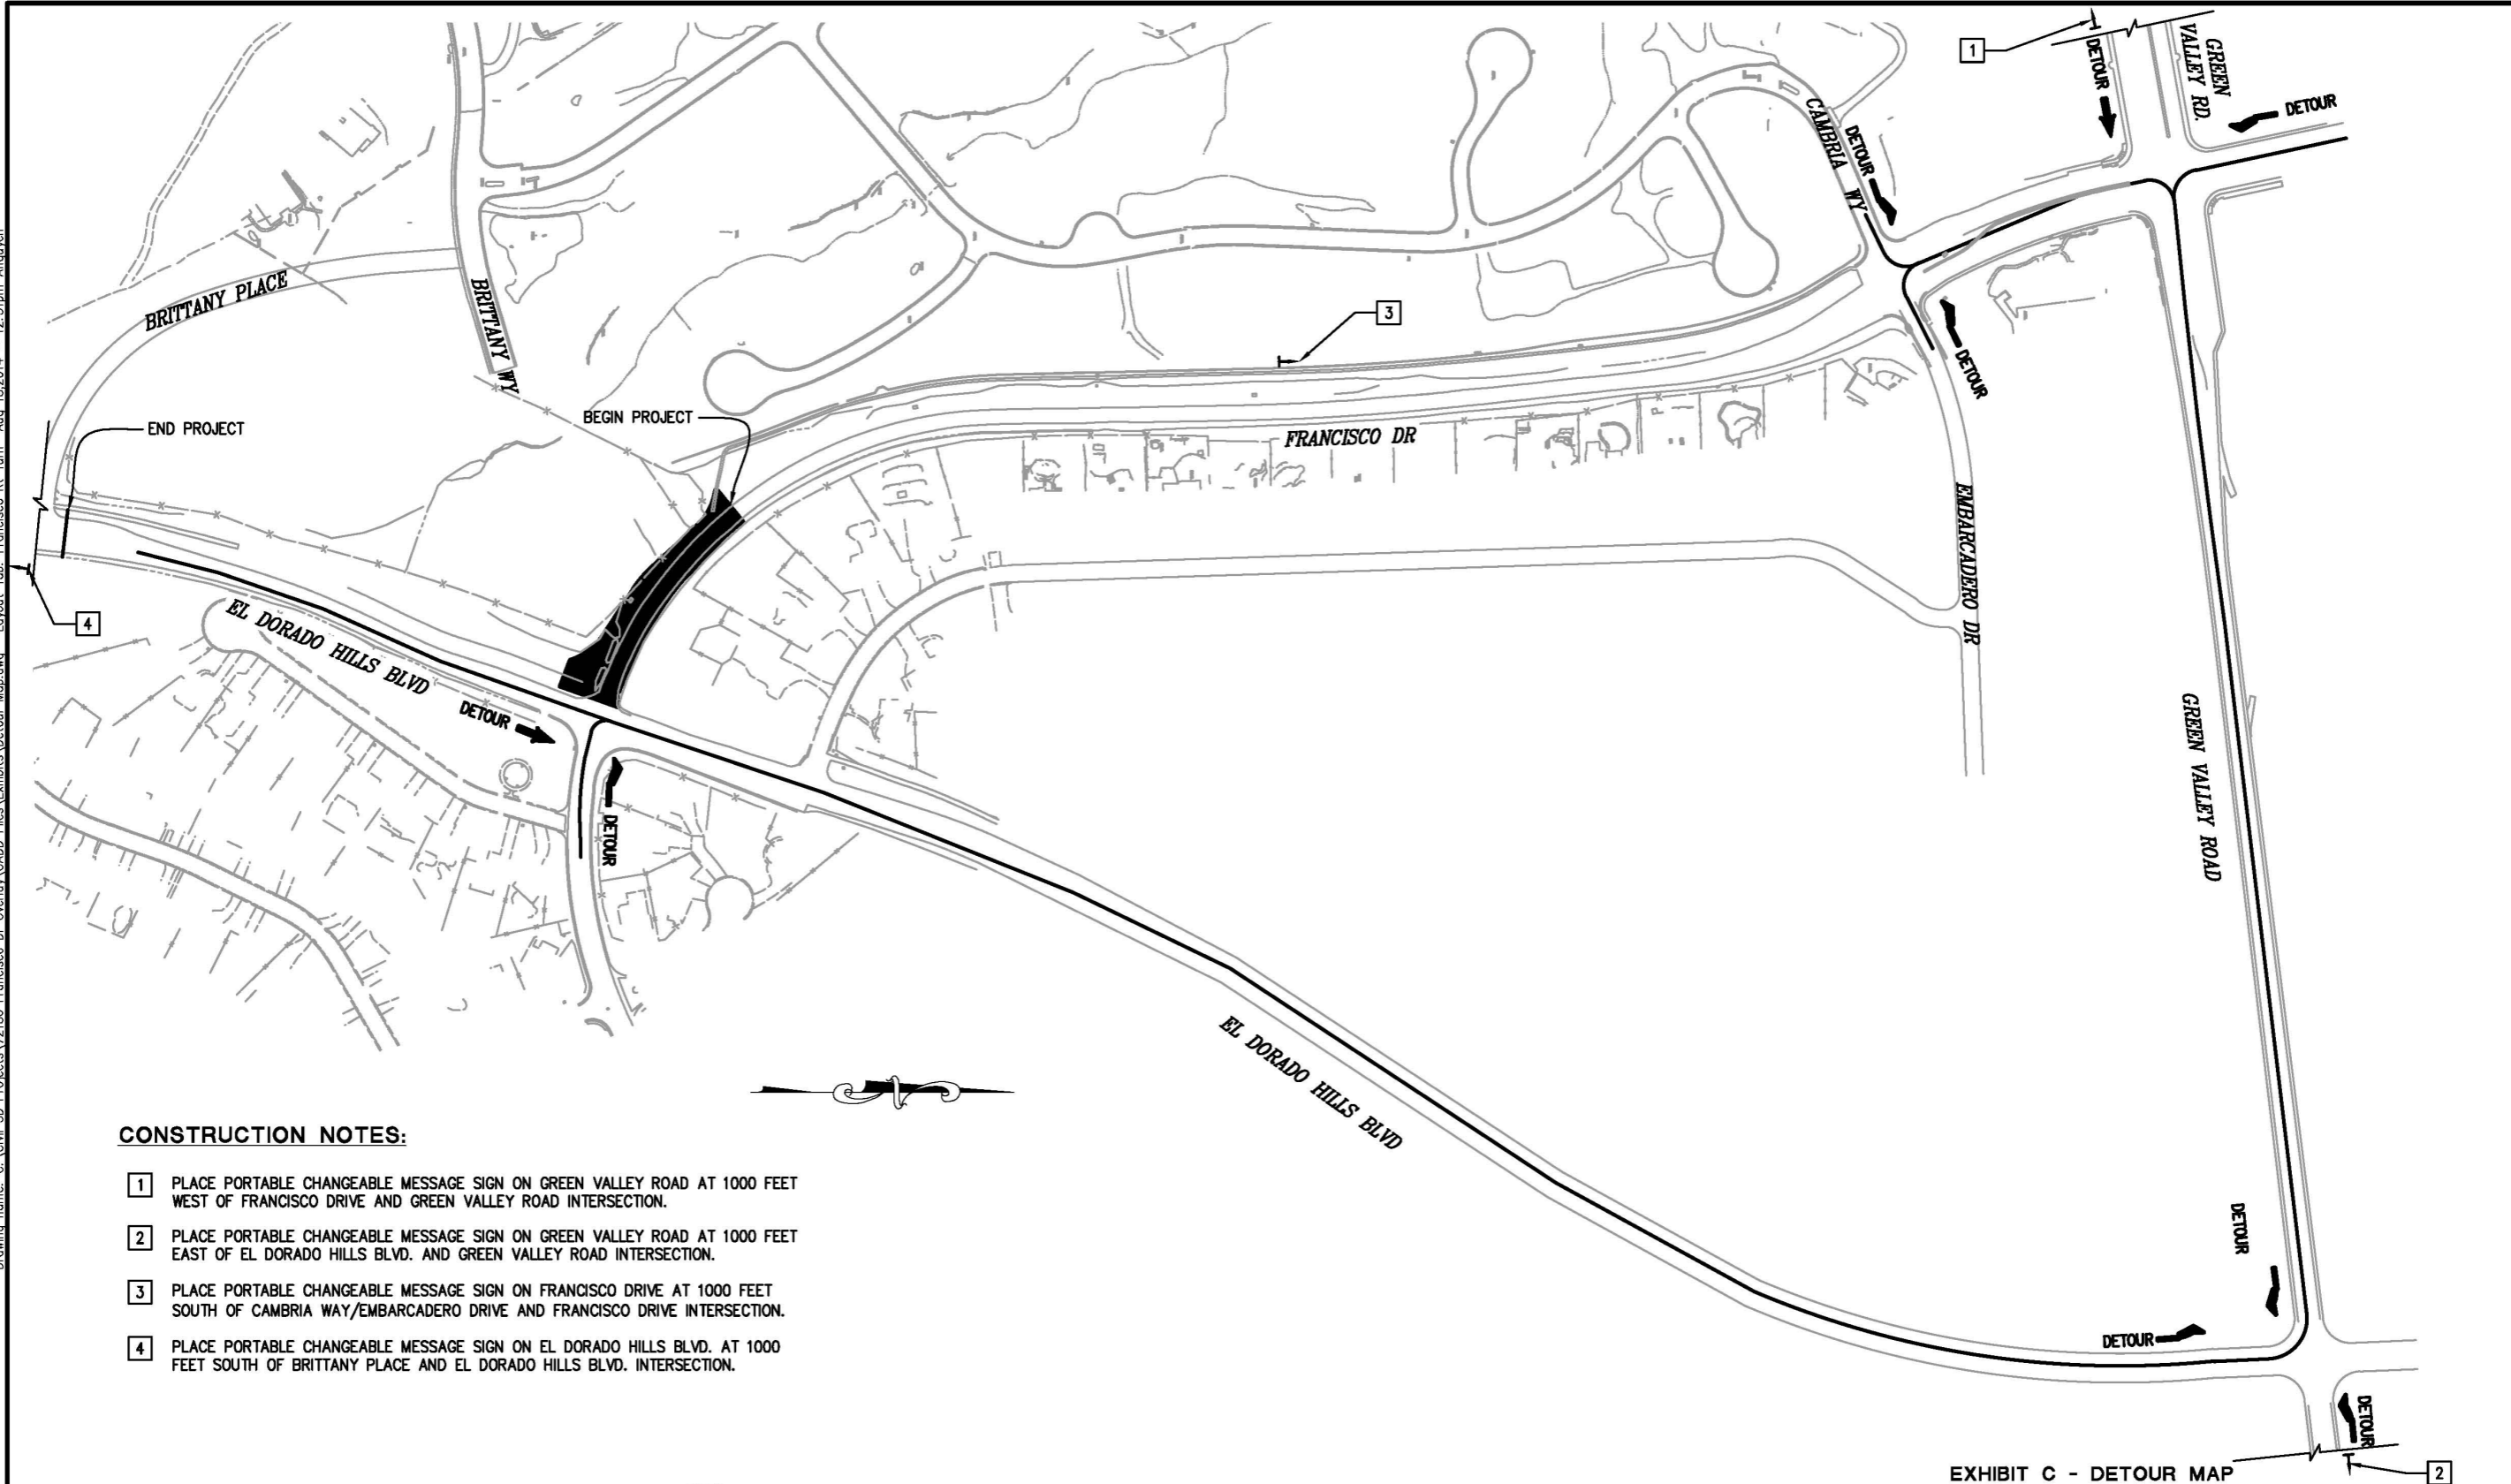 1
DETOUR
GREEN
VALLEY RD.
DETOUR
CAMBRIA WY
DETOUR
BRITTANY PLACE
BRITTANY WY
3
DETOUR
END PROJECT
BEGIN PROJECT
FRANCISCO DR
EMBARCADERO DR
4
EL DORADO HILLS BLVD
DETOUR
DETOUR
GREEN VALLEY ROAD
EL DORADO HILLS BLVD
CONSTRUCTION NOTES:
1 PLACE PORTABLE CHANGEABLE MESSAGE SIGN ON GREEN VALLEY ROAD AT 1000 FEET
WEST OF FRANCISCO DRIVE AND GREEN VALLEY ROAD INTERSECTION.
2 PLACE PORTABLE CHANGEABLE MESSAGE SIGN ON GREEN VALLEY ROAD AT 1000 FEET
EAST OF EL DORADO HILLS BLVD. AND GREEN VALLEY ROAD INTERSECTION.
3 PLACE PORTABLE CHANGEABLE MESSAGE SIGN ON FRANCISCO DRIVE AT 1000 FEET
SOUTH OF CAMBRIA WAY/EMBARCADERO DRIVE AND FRANCISCO DRIVE INTERSECTION.
4 PLACE PORTABLE CHANGEABLE MESSAGE SIGN ON EL DORADO HILLS BLVD. AT 1000
FEET SOUTH OF BRITTANY PLACE AND EL DORADO HILLS BLVD. INTERSECTION.
DETOUR
DETOUR
DETOUR
EXHIBIT C - DETOUR MAP
2